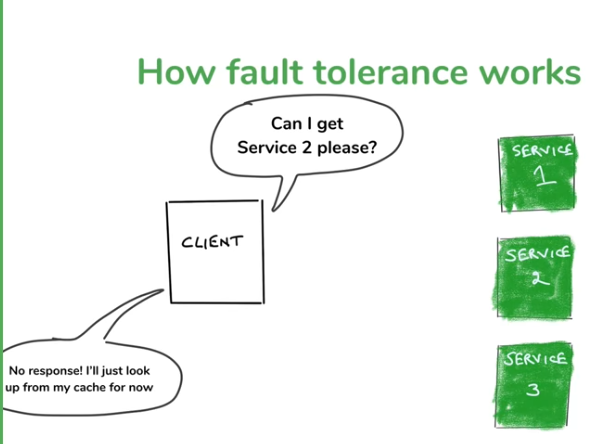 How fault tolerance works
Can I get
Service 2 please?
SERVICE
1
CLIENT
SERVICE
2
No response! I'll just look
up from my cache for now
SERVICE
3